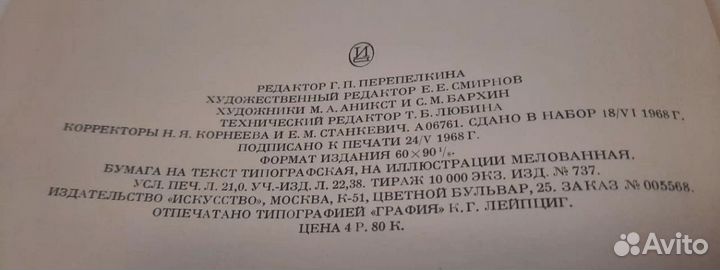 И
РЕДАКТОР Г. П. ПЕРЕПЕЛКИНА
ХУДОЖЕСТВЕННЫЙ РЕДАКТОР Е. Е. СМИРНОВ
ХУДОЖНИКИ М. А. АНИКСТ И С. М. БАРХИН
ТЕХНИЧЕСКИЙ РЕДАКТОР Т. Б. ЛЮБИНА
КОРРЕКТОРЫ Н. Я. КОРНЕЕВА И Е. М. СТАНКЕВИЧ. А06761. СДАНО В НАБОР 18/VI 1968 Г.
ПОДПИСАНО К ПЕЧАТИ 24/V 1968 Г.
ФОРМАТ ИЗДАНИЯ 60×90
БУМАГА НА ТЕКСТ ТИПОГРАФСКАЯ, НА ИЛЛЮСТРАЦИИ МЕЛОВАННАЯ.
УСЛ. ПЕЧ. Л. 21,0. УЧ.-ИЗД. Л. 22,38. ТИРАЖ 10 000 ЭКЗ. ИЗД. № 737.
ИЗДАТЕЛЬСТВО «ИСКУССТВО», МОСКВА, К-51, ЦВЕТНОЙ БУЛЬВАР, 25. ЗАКАЗ № 005568.
ОТПЕЧАТАНО ТИПОГРАФИЕЙ «ГРАФИЯ» К. Г. ЛЕЙПЦИГ.
ЦЕНА 4 Р. 80 К.
Avito